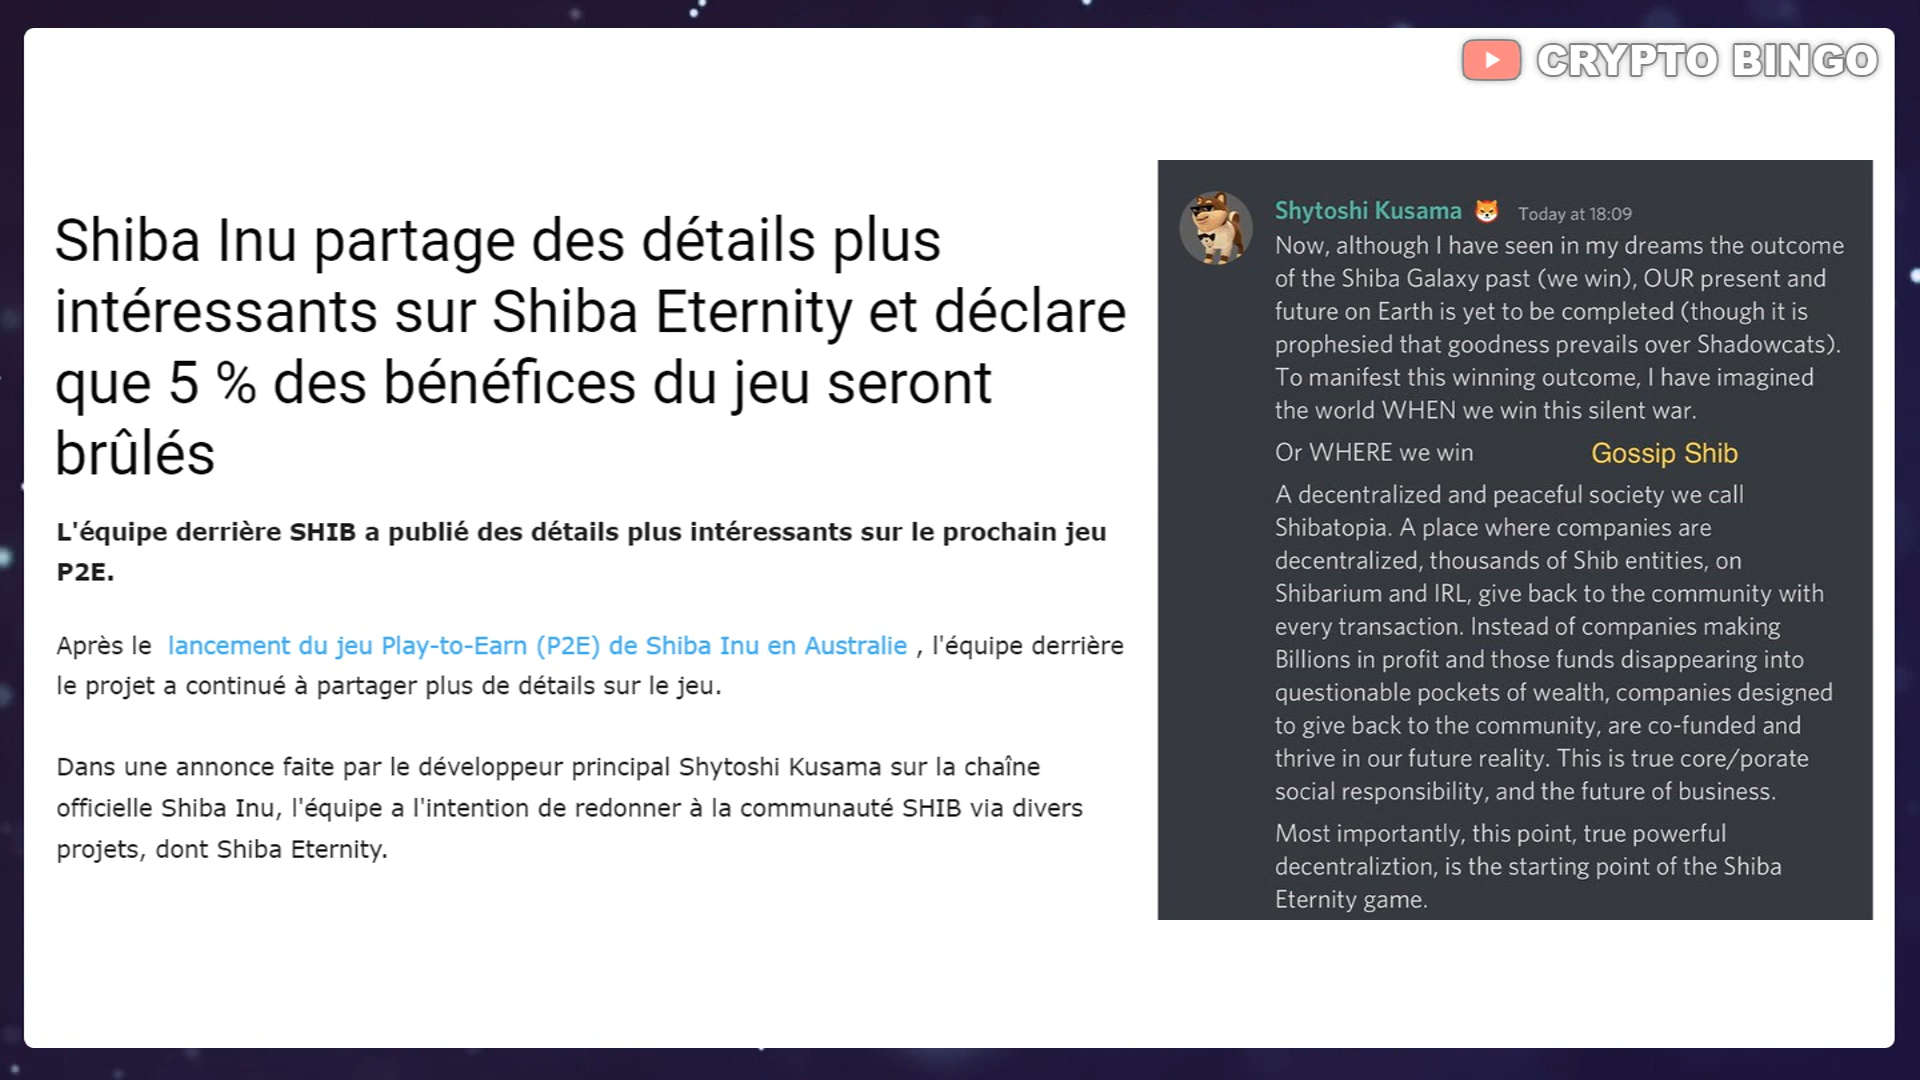 CRYPTO BINGO
Shiba Inu partage des détails plus
intéressants sur Shiba Eternity et déclare
que 5 % des bénéfices du jeu seront
brûlés
L'équipe derrière SHIB a publié des détails plus intéressants sur le prochain jeu
P2E.
Après le lancement du jeu Play-to-Earn (P2E) de Shiba Inu en Australie , l'équipe derrière
le projet a continué à partager plus de détails sur le jeu.
Dans une annonce faite par le développeur principal Shytoshi Kusama sur la chaîne
officielle Shiba Inu, l'équipe a l'intention de redonner à la communauté SHIB via divers
projets, dont Shiba Eternity.
Shytoshi Kusama Today at 18:09
Now, although I have seen in my dreams the outcome
of the Shiba Galaxy past (we win), OUR present and
future on Earth is yet to be completed (though it is
prophesied that goodness prevails over Shadowcats).
To manifest this winning outcome, I have imagined
the world WHEN we win this silent war.
Or WHERE we win
Gossip Shib
A decentralized and peaceful society we call
Shibatopia. A place where companies are
decentralized, thousands of Shib entities, on
Shibarium and IRL, give back to the community with
every transaction. Instead of companies making
Billions in profit and those funds disappearing into
questionable pockets of wealth, companies designed
to give back to the community, are co-funded and
thrive in our future reality. This is true core/porate
social responsibility, and the future of business.
Most importantly, this point, true powerful
decentraliztion, is the starting point of the Shiba
Eternity game.